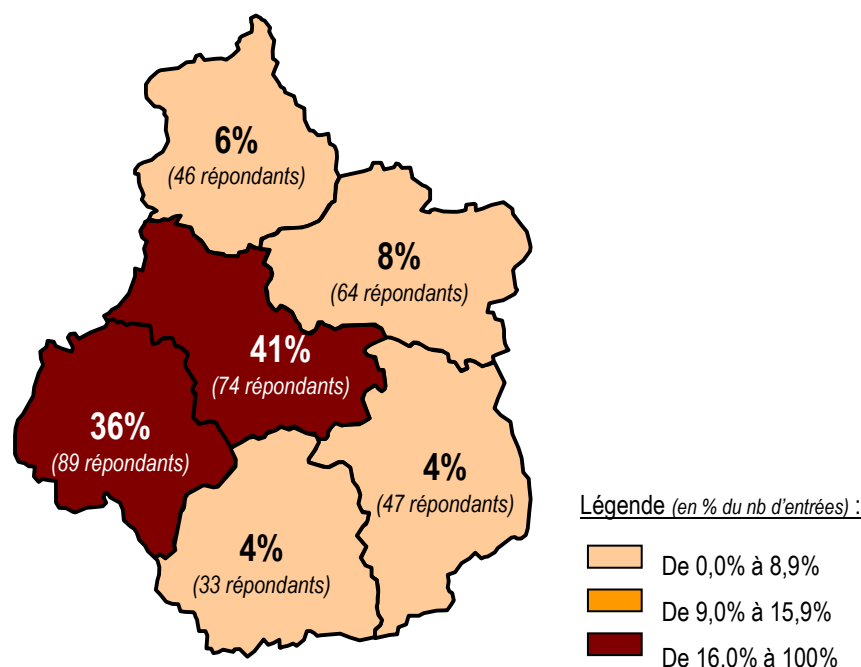 6%
(46 répondants)
8%
(64 répondants)
41%
(74 répondants)
36%
(89 répondants)
4%
(47 répondants)
4%
(33 répondants)
Légende (en % du nb d'entrées) :
De 0,0% à 8,9%
De 9,0% à 15,9%
De 16,0% à 100%